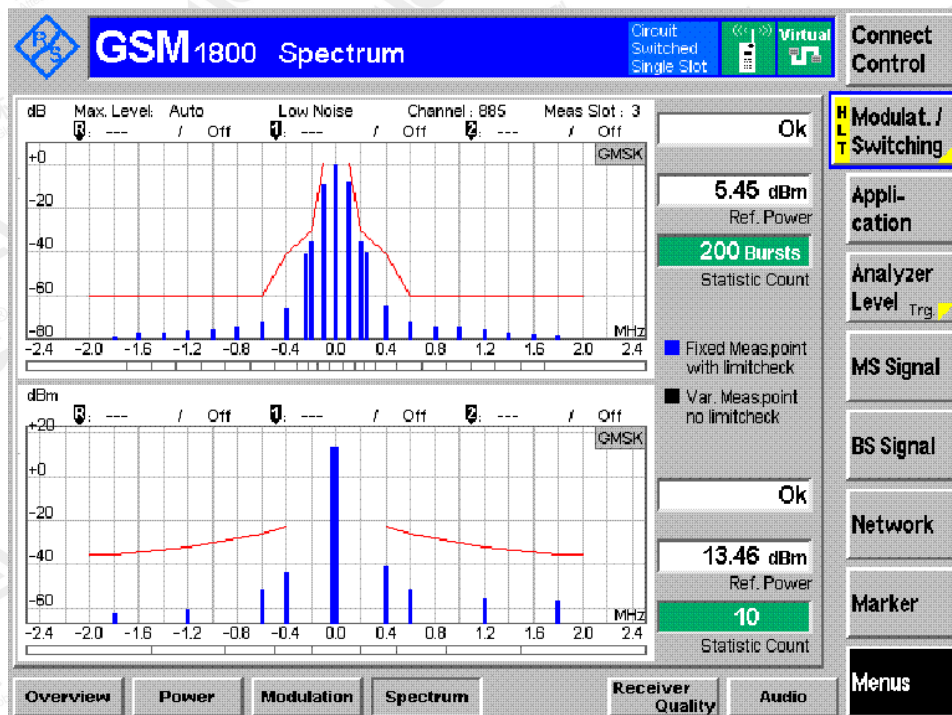 R/S
GSM 1800 Spectrum
Circuit
Switched
Single Slot
Virtual
Connect
Control
dB Max. Level: Auto Low Noise Channel : 885 Meas Slot : 3
R: --- / Off 1: --- / Off 2: --- / Off
GMSK
+0
-20
-40
-60
-80
MHz
-2.4 -2.0 -1.6 -1.2 -0.8 -0.4 0.0 0.4 0.8 1.2 1.6 2.0 2.4
Ok
5.45 dBm
Ref. Power
200 Bursts
Statistic Count
Fixed Meas.point
with limitcheck
Var. Meas.point
no limitcheck
dBm
R: --- / Off 1: --- / Off 2: --- / Off
GMSK
+20
+0
-20
-40
-60
MHz
-2.4 -2.0 -1.6 -1.2 -0.8 -0.4 0.0 0.4 0.8 1.2 1.6 2.0 2.4
Ok
13.46 dBm
Ref. Power
10
Statistic Count
HLT
Modulat. /
Switching
Appli-
cation
Analyzer
Level Trg.
MS Signal
BS Signal
Network
Marker
Menus
Overview Power Modulation Spectrum Receiver Quality Audio